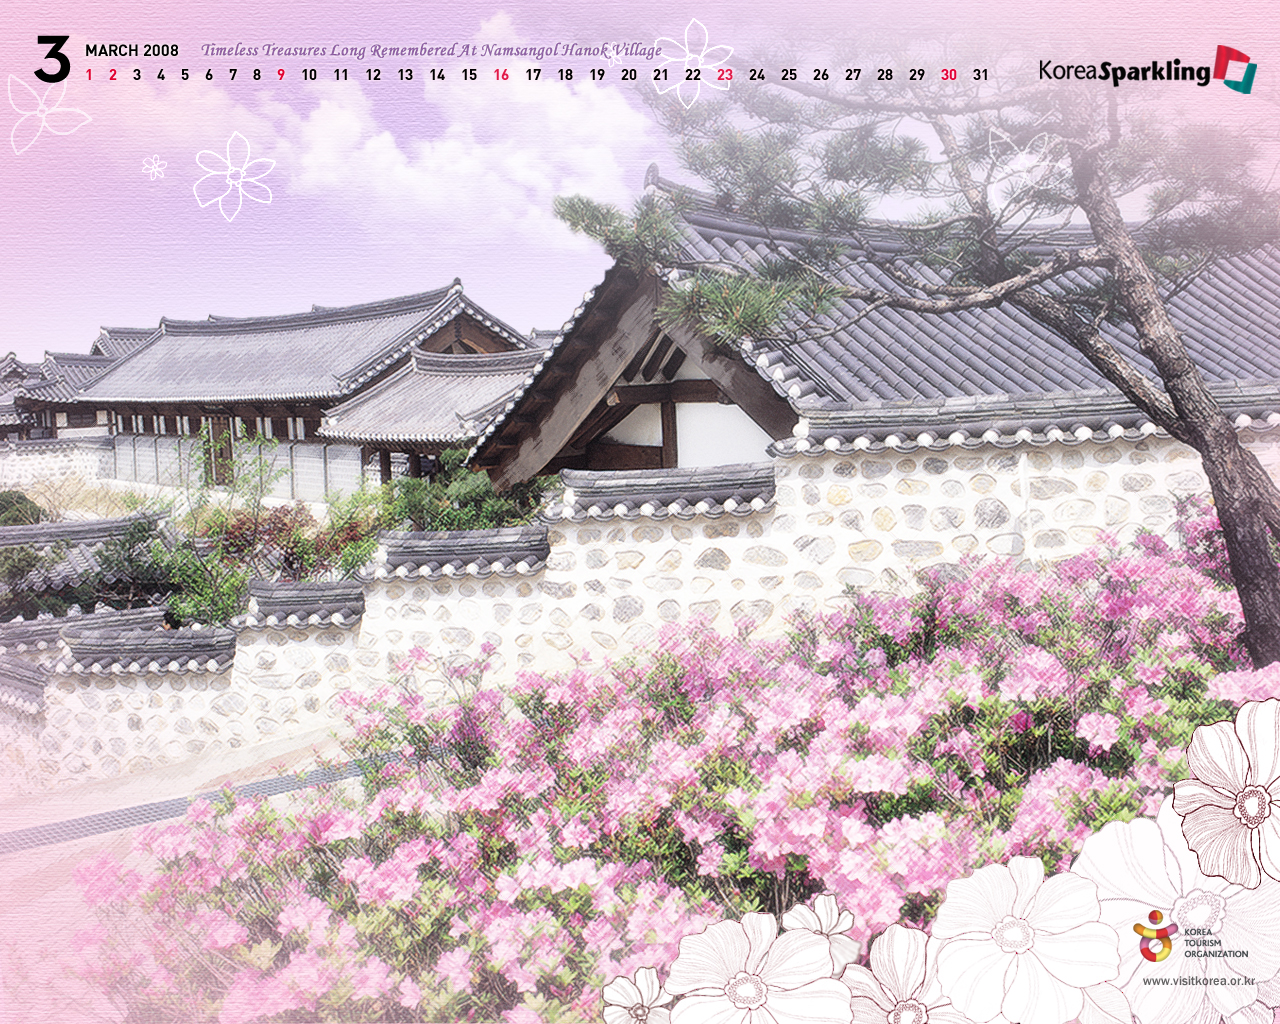 3
MARCH 2008 Timeless Treasures Long Remembered At Namsangol Hanok Village
1 2 3 4 5 6 7 8 9 10 11 12 13 14 15 16 17 18 19 20 21 22 23 24 25 26 27 28 29 30 31
KoreaSparkling
KOREA
TOURISM
ORGANIZATION
www.visitkorea.or.kr